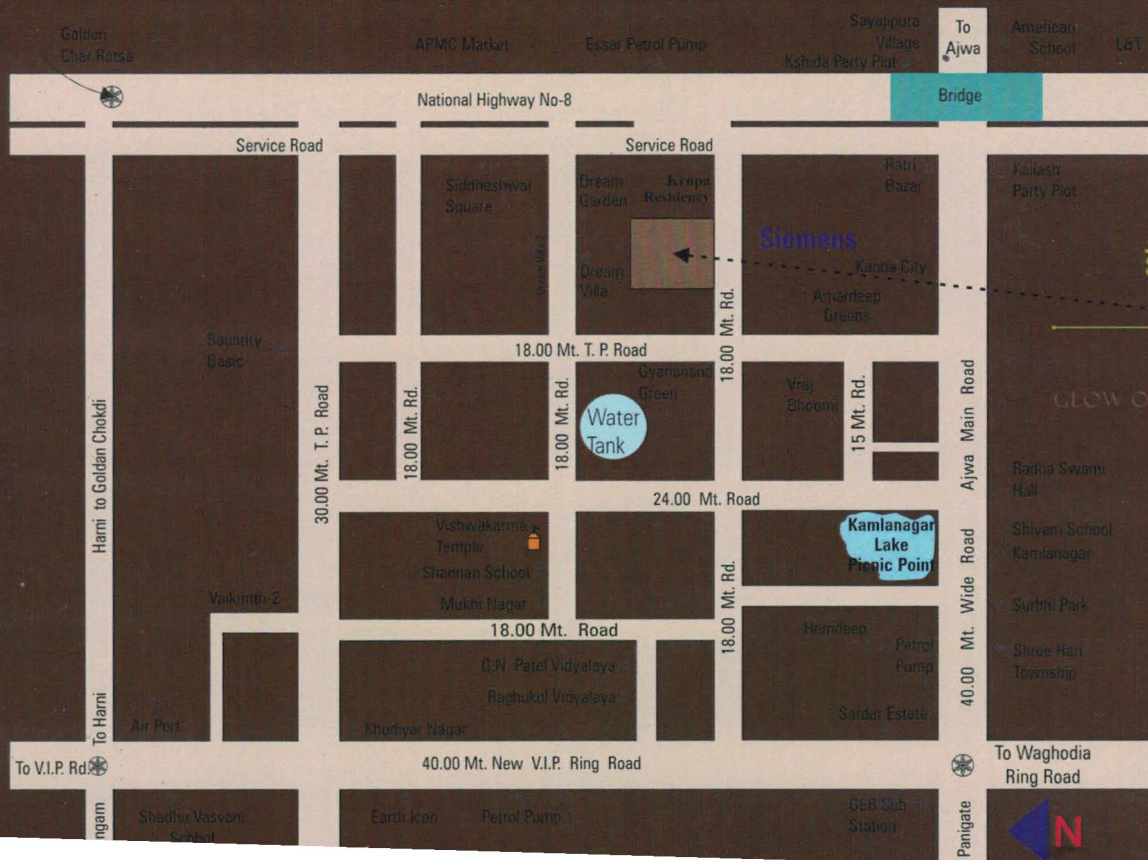 Golden
Char Rarsa
APMC Market
Essar Petrol Pump
Sayajipura
Village
Kshida Party Plot
To
Ajwa
American
School
L&T
National Highway No-8
Bridge
Service Road
Service Road
Siddheshwar
Square
Dream
Garden
Krupa
Residency
Ratri
Bazar
Kailash
Party Plot
Siemens
Dream
Villa
Kanha City
Amardeep
Greens
Saundry
Basic
18.00 Mt. T. P. Road
18.00 Mt. Rd.
Gyananand
Green
Vraj
Bhoomi
15 Mt. Rd.
Ajwa Main Road
GLOW O
Harni to Goldan Chokdi
30.00 Mt. T. P. Road
18.00 Mt. Rd.
18.00 Mt. Rd.
Water
Tank
Radha Swami
Hall
24.00 Mt. Road
Vishwakarma
Temple
Kamlanagar
Lake
Picnic Point
Shivam School
Kamlanagar
Shannan School
Mukhi Nagar
Vaikunth-2
18.00 Mt. Road
18.00 Mt. Rd.
40.00 Mt. Wide Road
Surbhi Park
Hemdeep
Petrol
Pump
Shree Hari
Township
G.N. Patel Vidyalaya
Raghukul Vidyalaya
Sardar Estate
To Harni
Air Port
Khodiyar Nagar
To V.I.P. Rd.
40.00 Mt. New V.I.P. Ring Road
To Waghodia
Ring Road
ngam
Shadhu Vasvani
School
Earth Icon
Petrol Pump
GEB Sub
Station
Panigate
N